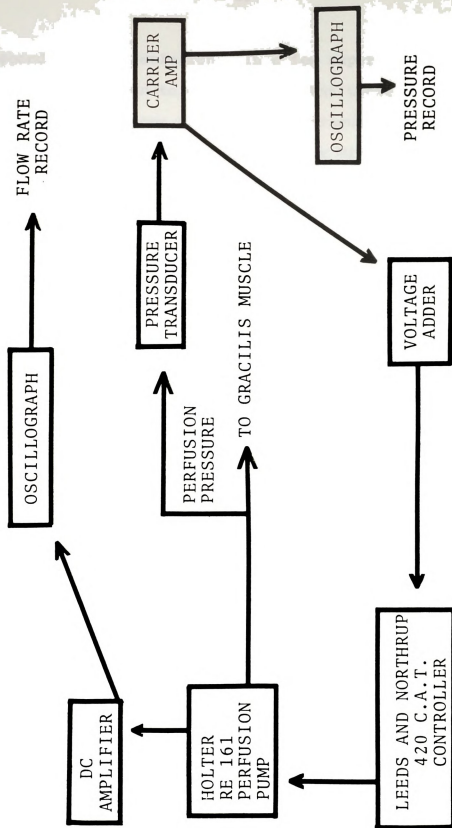 FLOW RATE
RECORD
OSCILLOGRAPH
DC
AMPLIFIER
CARRIER
AMP
PRESSURE
TRANSDUCER
PERFUSION
PRESSURE
TO GRACILIS MUSCLE
HOLTER
RE 161
PERFUSION
PUMP
OSCILLOGRAPH
PRESSURE
RECORD
VOLTAGE
ADDER
LEEDS AND NORTHRUP
420 C.A.T.
CONTROLLER